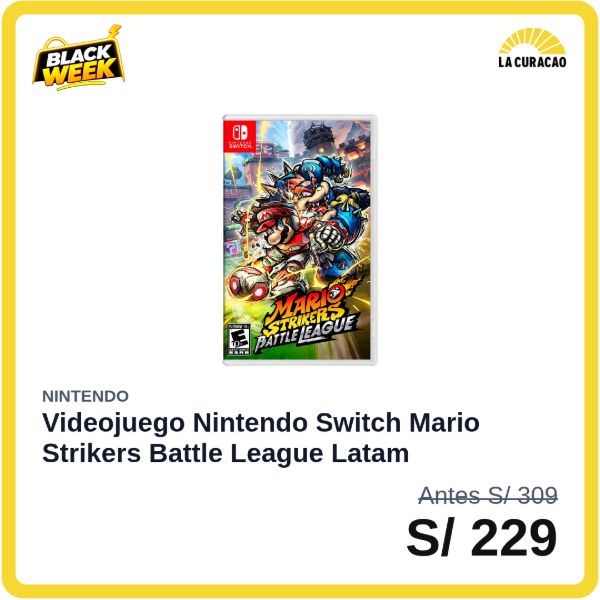 BLACK
WEEK
LA CURACAO
NINTENDO
SWITCH
MARIO
STRIKERS
BATTLE LEAGUE
E
ESRB
NINTENDO
Videojuego Nintendo Switch Mario
Strikers Battle League Latam
Antes S/ 309
S/ 229